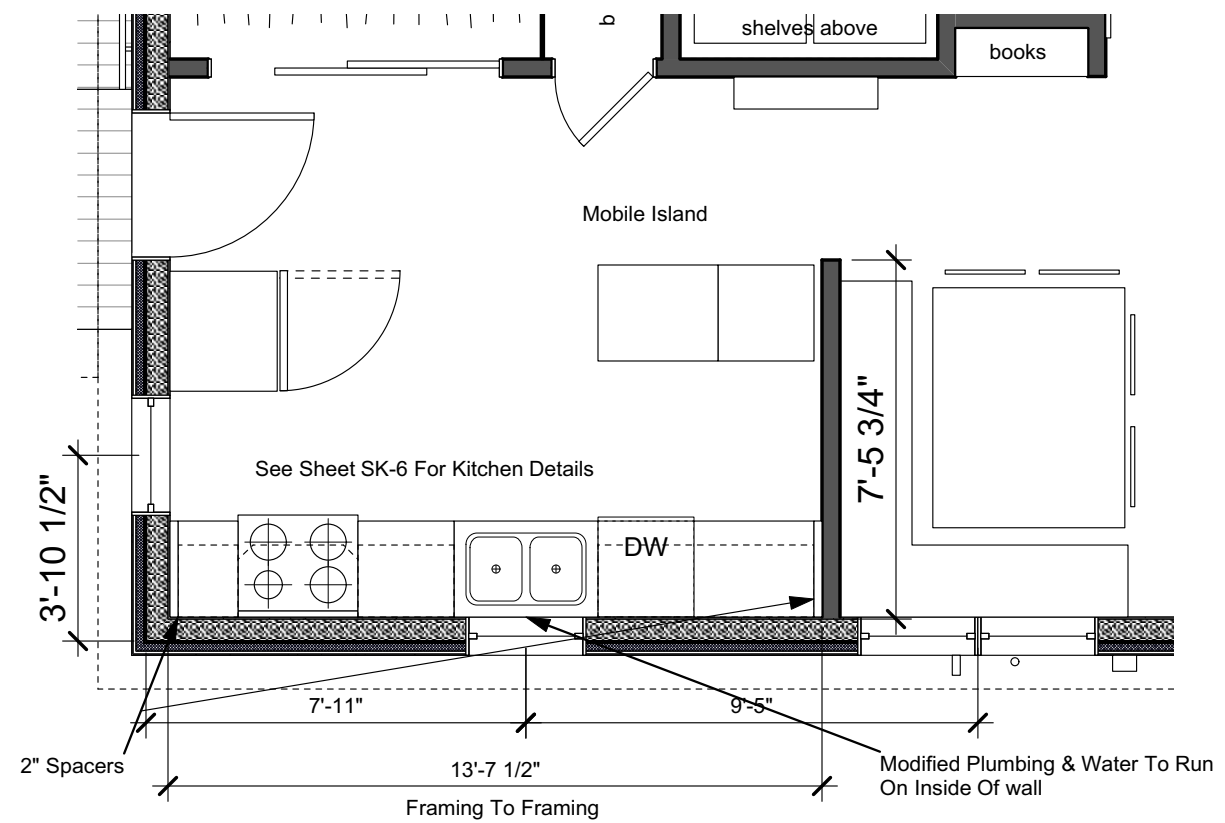 b
shelves above
books
Mobile Island
7'-5 3/4"
See Sheet SK-6 For Kitchen Details
3'-10 1/2"
DW
7'-11"
9'-5"
2" Spacers
13'-7 1/2"
Modified Plumbing & Water To Run
On Inside Of wall
Framing To Framing